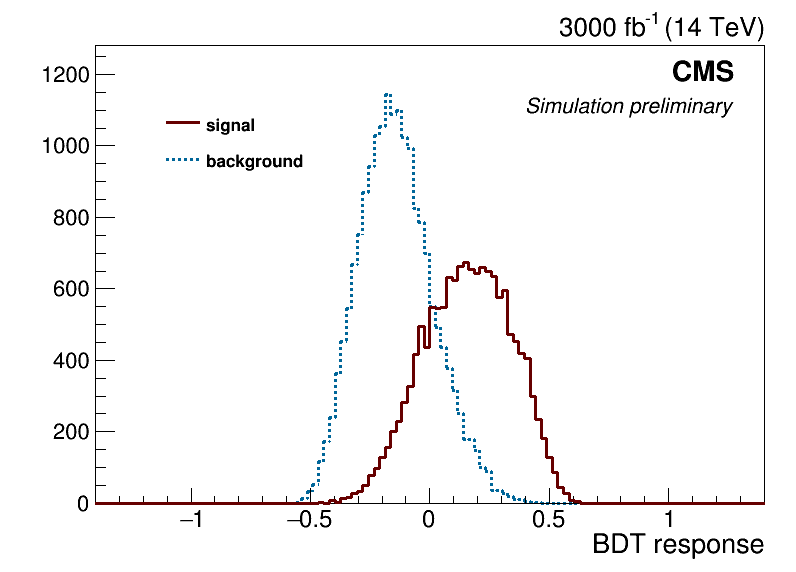 3000 fb⁻¹ (14 TeV)
CMS
Simulation preliminary
signal
background
1200
1000
800
600
400
200
0
−1
−0.5
0
0.5
1
BDT response